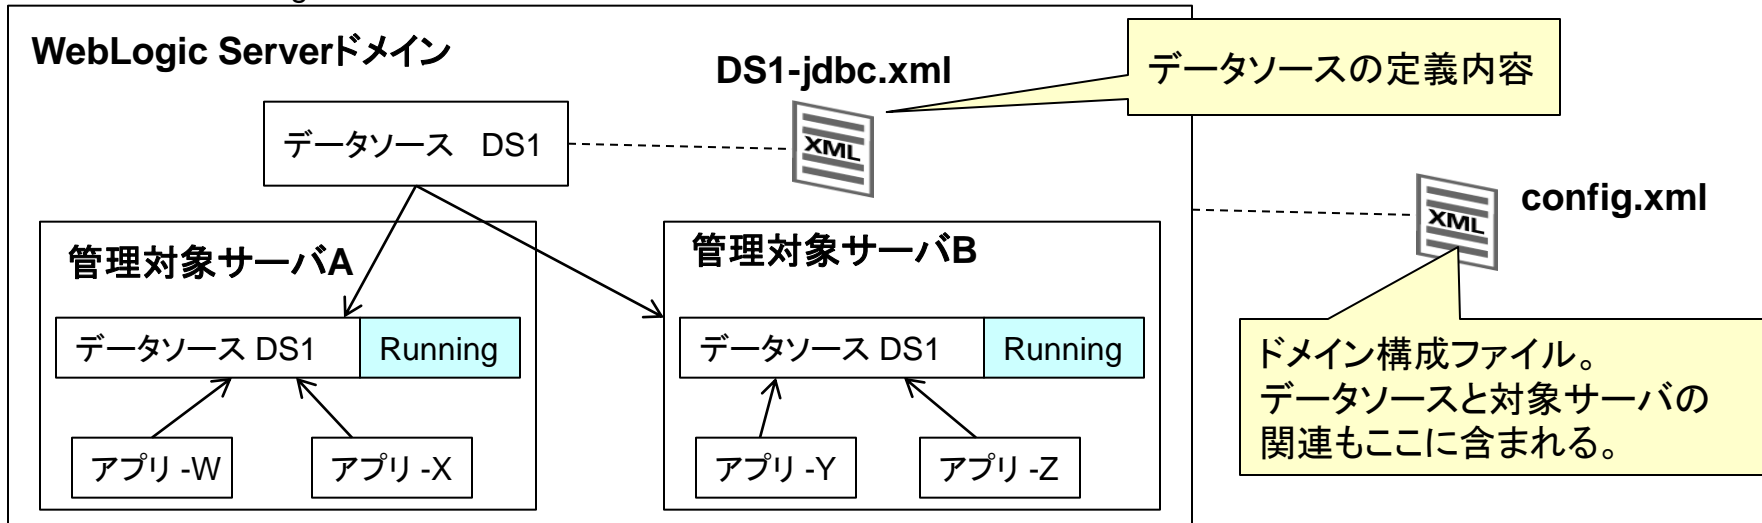 WebLogic Serverドメイン
DS1-jdbc.xml
データソースの定義内容
データソース DS1
XML
config.xml
XML
管理対象サーバA
管理対象サーバB
データソース DS1
Running
データソース DS1
Running
ドメイン構成ファイル。
データソースと対象サーバの
関連もここに含まれる。
アプリ -W
アプリ -X
アプリ -Y
アプリ -Z